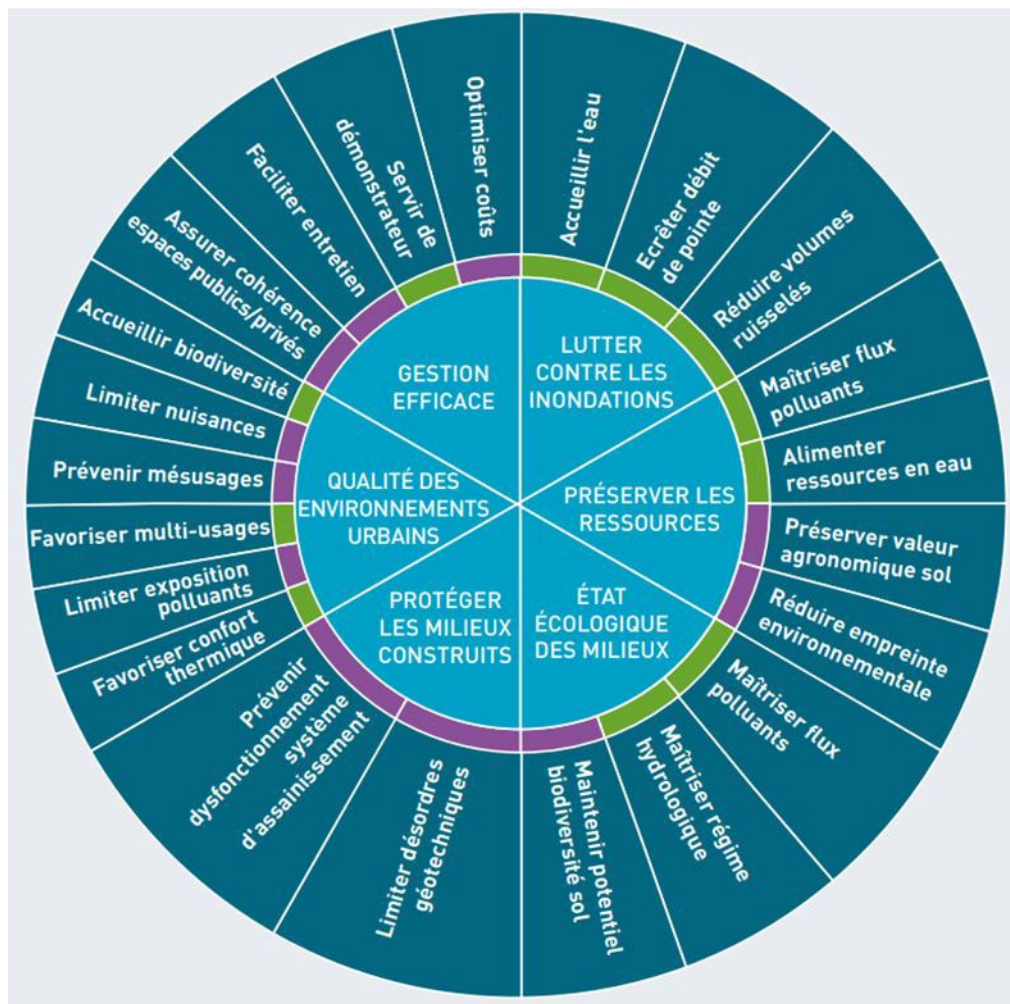 LUTTER
CONTRE LES
INONDATIONS
Accueillir l'eau
Ecrêter débit
de pointe
Réduire volumes
ruisselés
PRÉSERVER LES
RESSOURCES
Maîtriser flux
polluants
Alimenter
ressources en eau
Préserver valeur
agronomique sol
Réduire empreinte
environnementale
ÉTAT
ÉCOLOGIQUE
DES MILIEUX
Maîtriser flux
polluants
Maîtriser régime
hydrologique
Maintenir potentiel
biodiversité sol
PROTÉGER
LES MILIEUX
CONSTRUITS
Limiter désordres
géotechniques
Prévenir
dysfonctionnement
système
d'assainissement
QUALITÉ DES
ENVIRONNEMENTS
URBAINS
Favoriser confort
thermique
Limiter exposition
polluants
Favoriser multi-usages
Prévenir mésusages
Limiter nuisances
Accueillir biodiversité
GESTION
EFFICACE
Assurer cohérence
espaces publics/privés
Faciliter entretien
Servir de
démonstrateur
Optimiser coûts